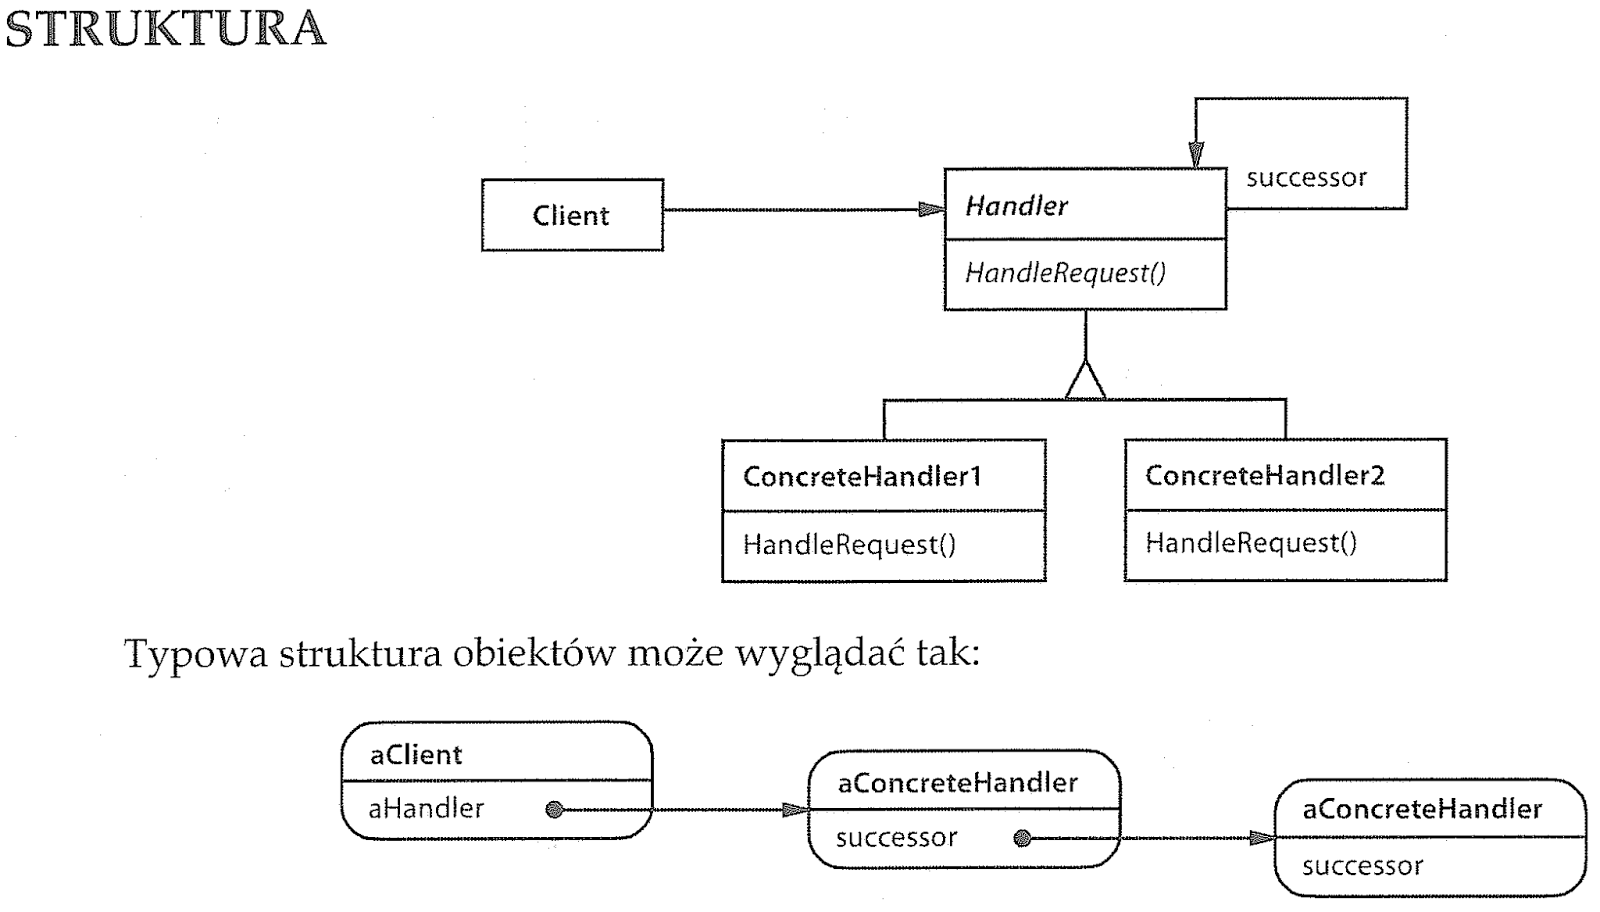 STRUKTURA
successor
Client
Handler
HandleRequest()
ConcreteHandler1
ConcreteHandler2
HandleRequest()
HandleRequest()
Typowa struktura obiektów może wyglądać tak:
aClient
aHandler
aConcreteHandler
successor
aConcreteHandler
successor